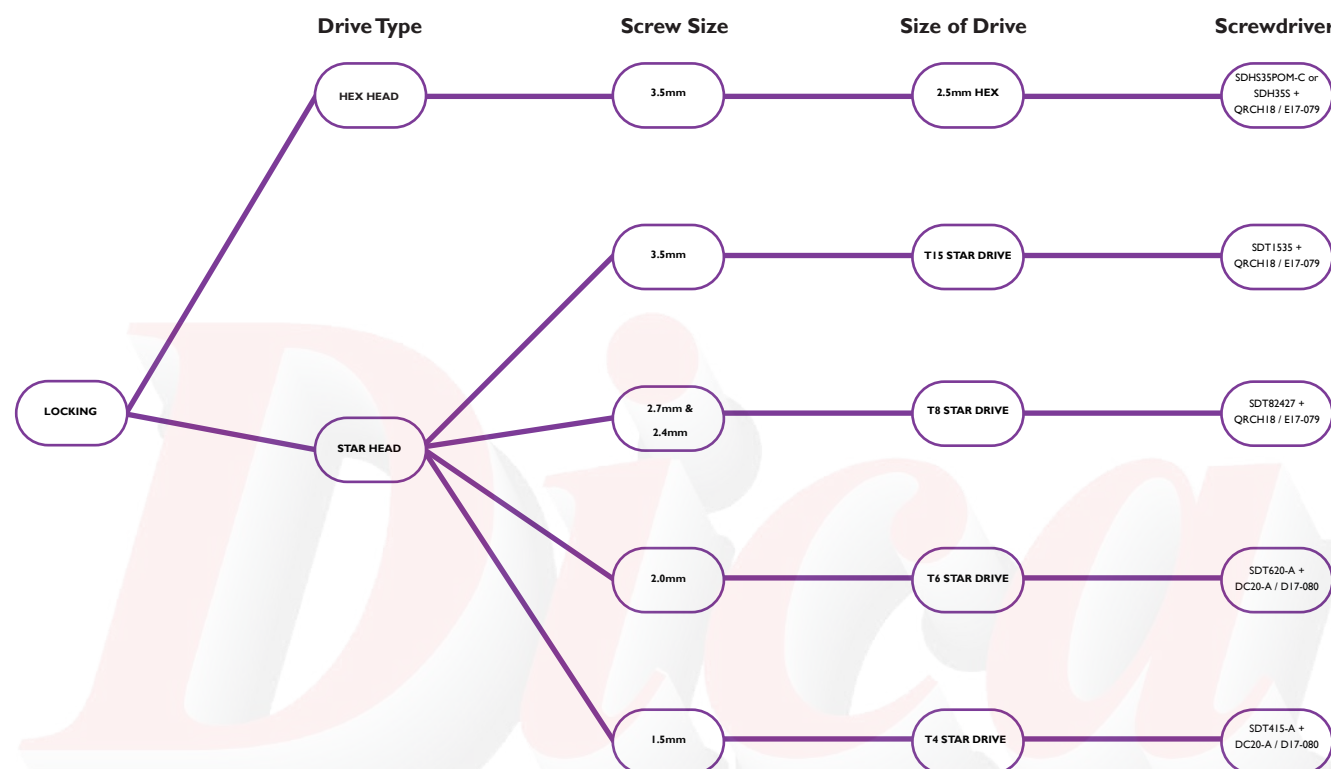 Drive Type
Screw Size
Size of Drive
Screwdriver
HEX HEAD
3.5mm
2.5mm HEX
SDHS35POM-C or
SDH35S +
QRCH18 / E17-079
3.5mm
T15 STAR DRIVE
SDT1535 +
QRCH18 / E17-079
LOCKING
STAR HEAD
2.7mm &
2.4mm
T8 STAR DRIVE
SDT82427 +
QRCH18 / E17-079
2.0mm
T6 STAR DRIVE
SDT620-A +
DC20-A / D17-080
1.5mm
T4 STAR DRIVE
SDT415-A +
DC20-A / D17-080
Dica